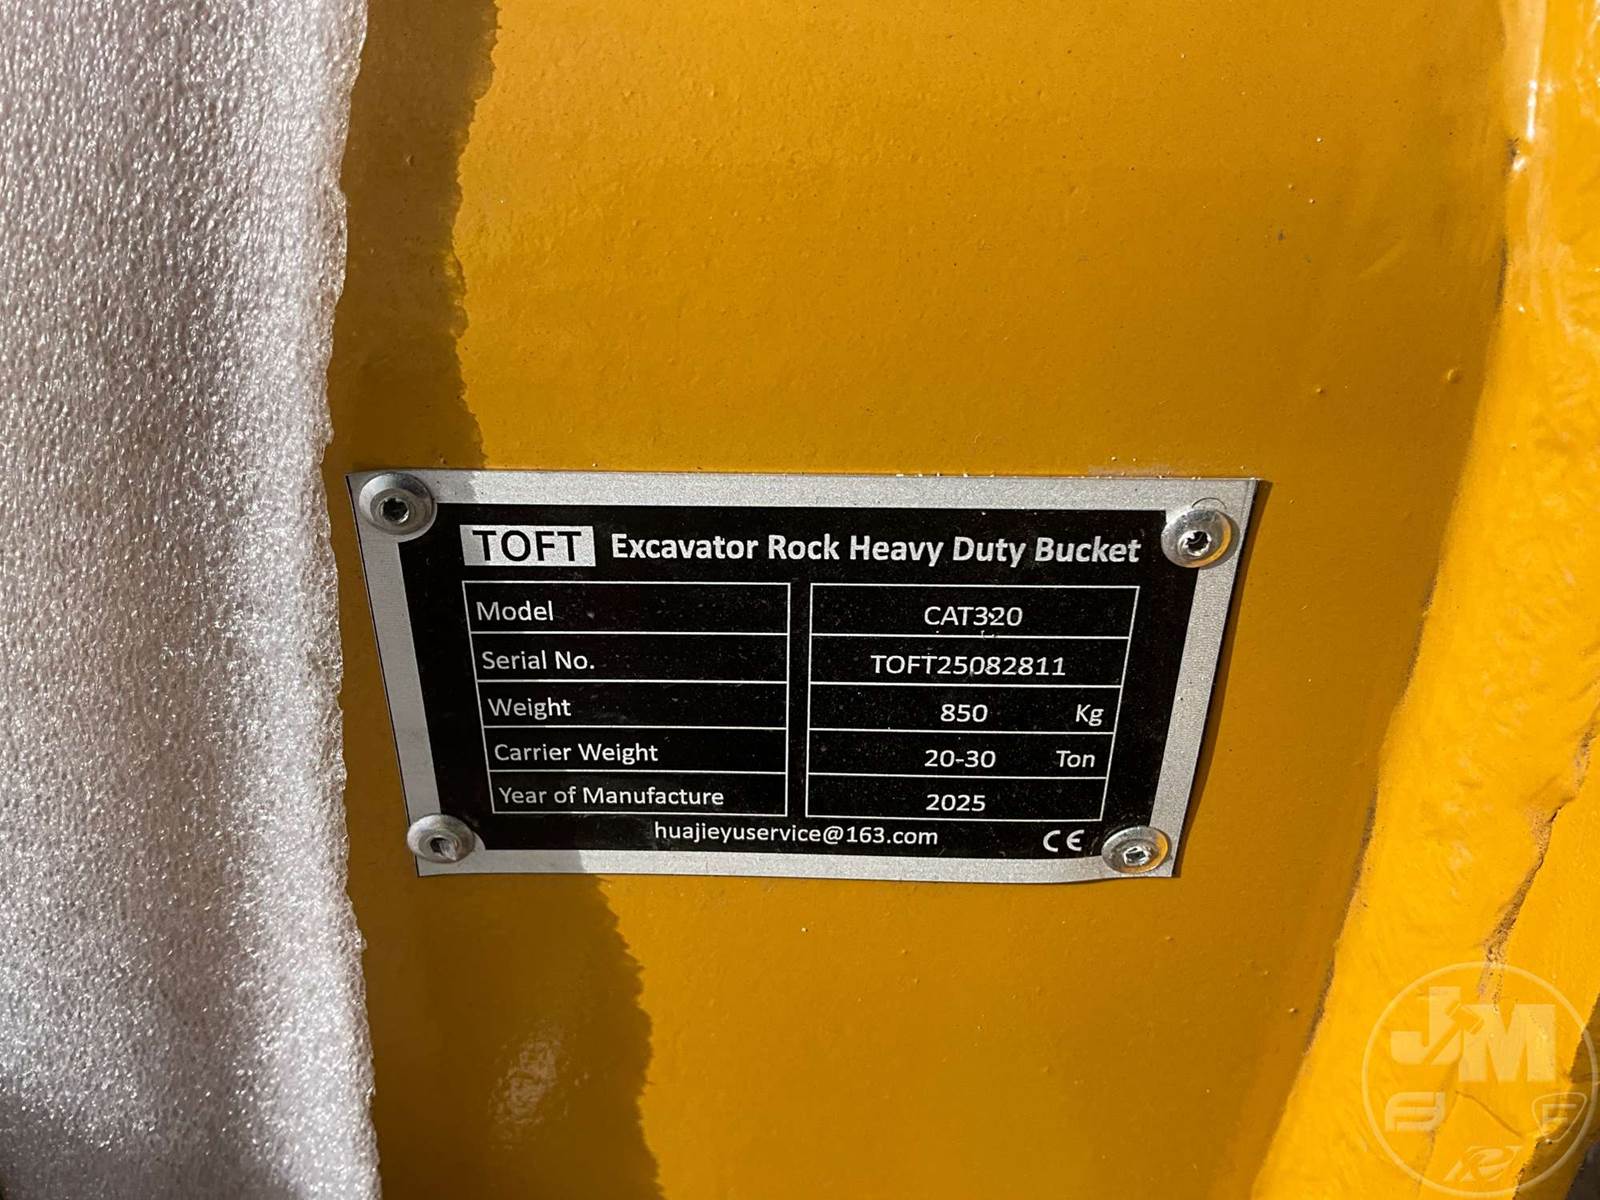 TOFT Excavator Rock Heavy Duty Bucket
Model CAT320
Serial No. TOFT25082811
Weight 850 Kg
Carrier Weight 20-30 Ton
Year of Manufacture 2025
huajieyuservice@163.com CE
JM